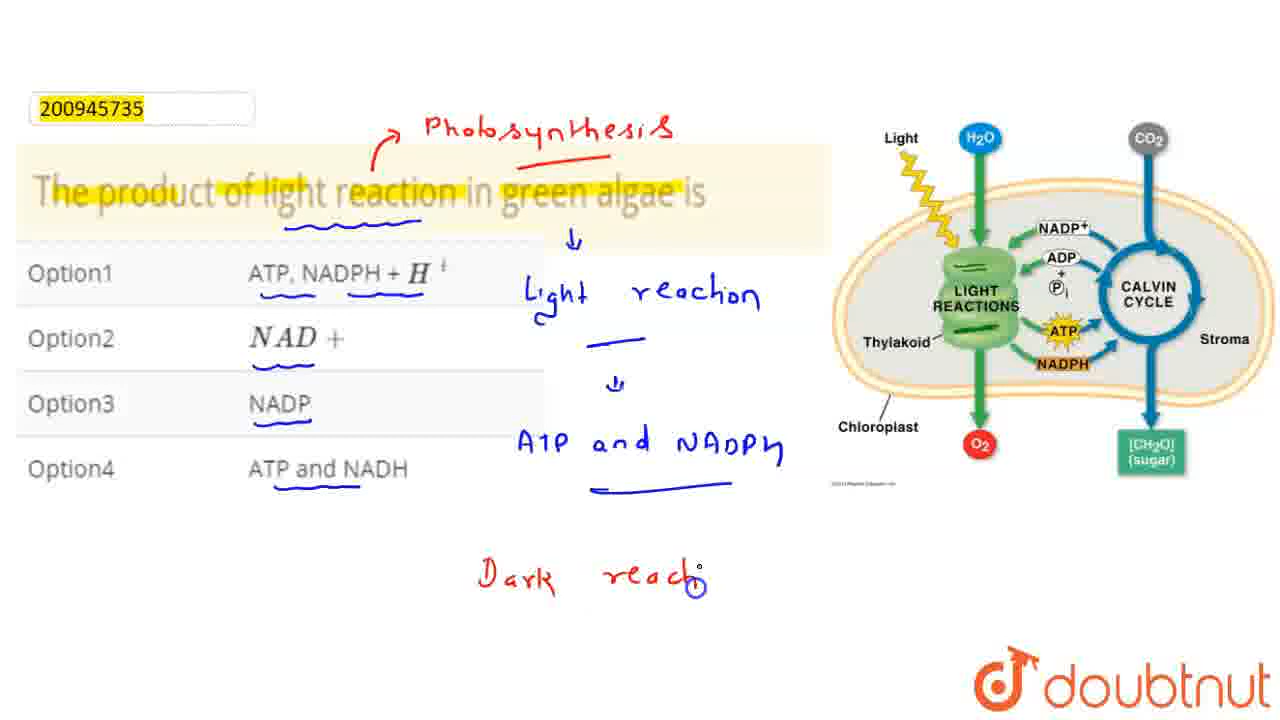 200945735
Photosynthesis
The product of light reaction in green algae is
Option1 ATP, NADPH + H⁺
Option2 NAD +
Option3 NADP
Option4 ATP and NADH
Light reaction
ATP and NADPH
Dark reacti
Light
H₂O
CO₂
NADP⁺
ADP
+
Pᵢ
LIGHT
REACTIONS
CALVIN
CYCLE
ATP
Thylakoid
Stroma
NADPH
Chloroplast
O₂
[CH₂O]
(sugar)
doubtnut